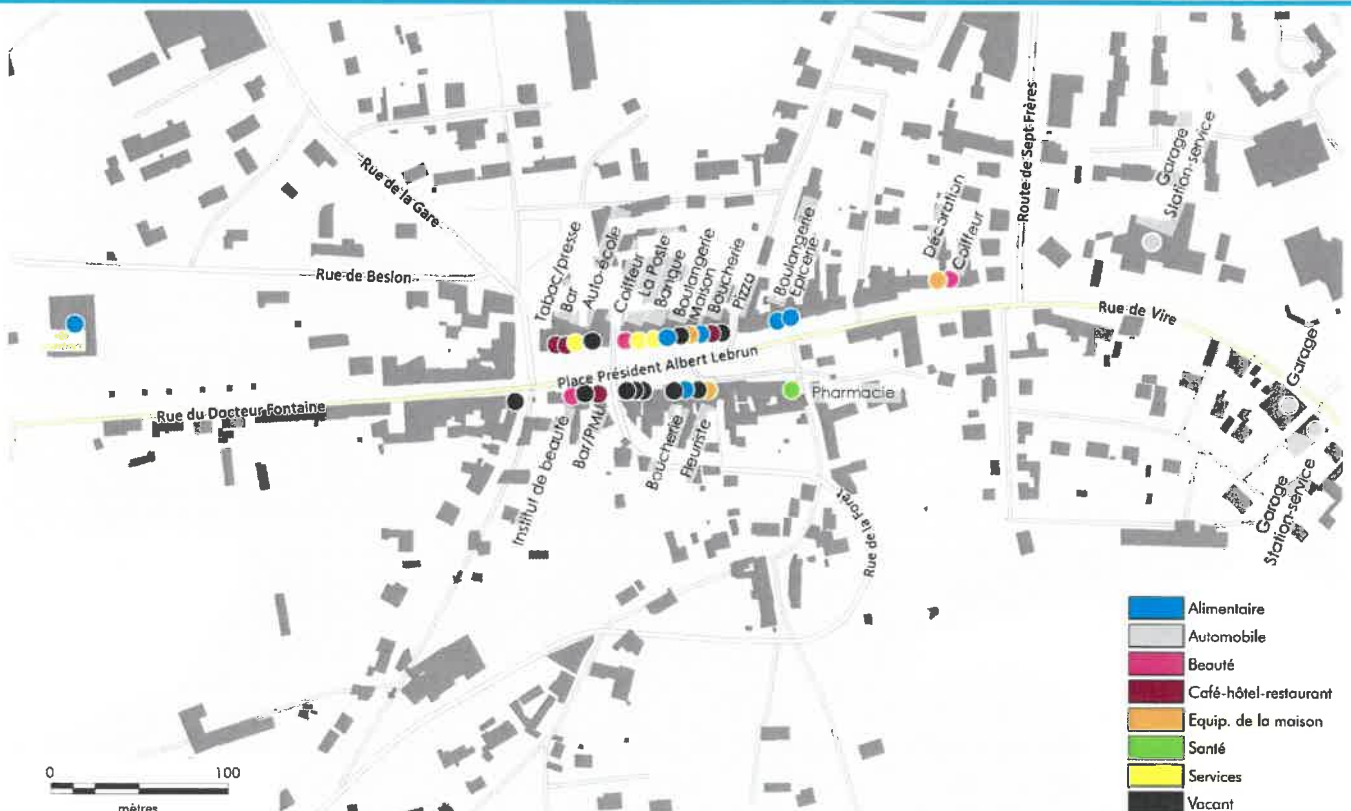 Route de Sept Frères
Garage
Station-service
Rue de la Gare
Rue de Beslon
Tabac/presse
Bar
Auto-école
Coiffeur
La Poste
Banque
Boulangerie
Maison
Boucherie
Pizza
Boulangerie
Epicerie
Décoration
Coiffeur
Rue de Vire
Place Président Albert Lebrun
Rue du Docteur Fontaine
Institut de beauté
Bar/PMU
Boucherie
Fleuriste
Pharmacie
Rue de la Foret
Garage
Garage
Station-service
Alimentaire
Automobile
Beauté
Café-hôtel-restaurant
Equip. de la maison
Santé
Services
Vacant
0 100
mètres